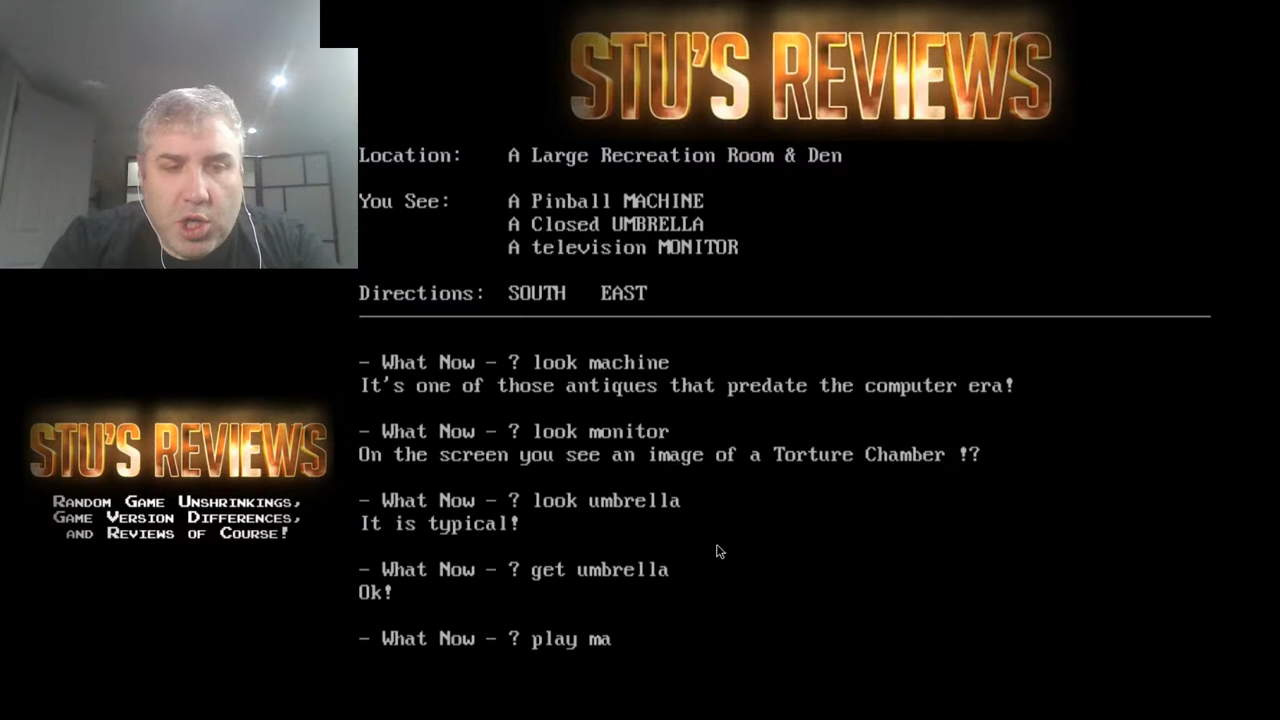 STU'S REVIEWS
Location: A Large Recreation Room & Den
You See: A Pinball MACHINE
A Closed UMBRELLA
A television MONITOR
Directions: SOUTH EAST
- What Now - ? look machine
It's one of those antiques that predate the computer era!
- What Now - ? look monitor
On the screen you see an image of a Torture Chamber !?
- What Now - ? look umbrella
It is typical!
- What Now - ? get umbrella
Ok!
- What Now - ? play ma
STU'S REVIEWS
RANDOM GAME UNSHRINKINGS,
GAME VERSION DIFFERENCES,
AND REVIEWS OF COURSE!